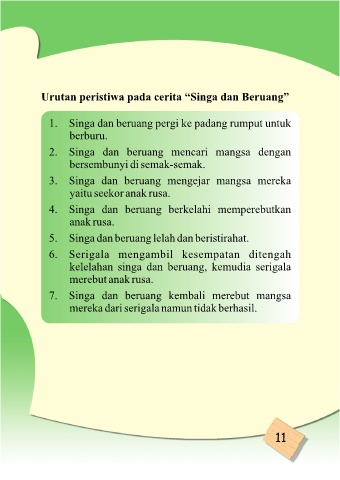 Urutan peristiwa pada cerita “Singa dan Beruang”
1. Singa dan beruang pergi ke padang rumput untuk
berburu.
2. Singa dan beruang mencari mangsa dengan
bersembunyi di semak-semak.
3. Singa dan beruang mengejar mangsa mereka
yaitu seekor anak rusa.
4. Singa dan beruang berkelahi memperebutkan
anak rusa.
5. Singa dan beruang lelah dan beristirahat.
6. Serigala mengambil kesempatan ditengah
kelelahan singa dan beruang, kemudia serigala
merebut anak rusa.
7. Singa dan beruang kembali merebut mangsa
mereka dari serigala namun tidak berhasil.
11